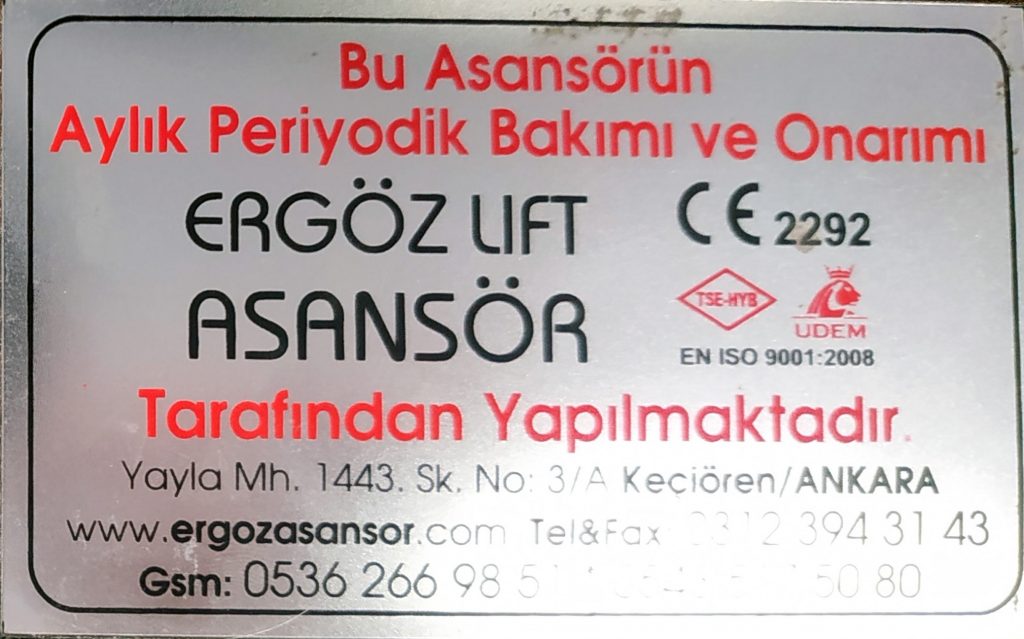 Bu Asansörün
Aylık Periyodik Bakımı ve Onarımı
ERGÖZ LIFT
ASANSÖR
CE 2292
TSE-HYB
UDEM
EN ISO 9001:2008
Tarafından Yapılmaktadır.
Yayla Mh. 1443. Sk. No: 3/A Keçiören/ANKARA
www.ergozasansor.com Tel&Fax: 0312 394 31 43
Gsm: 0536 266 98 50 80